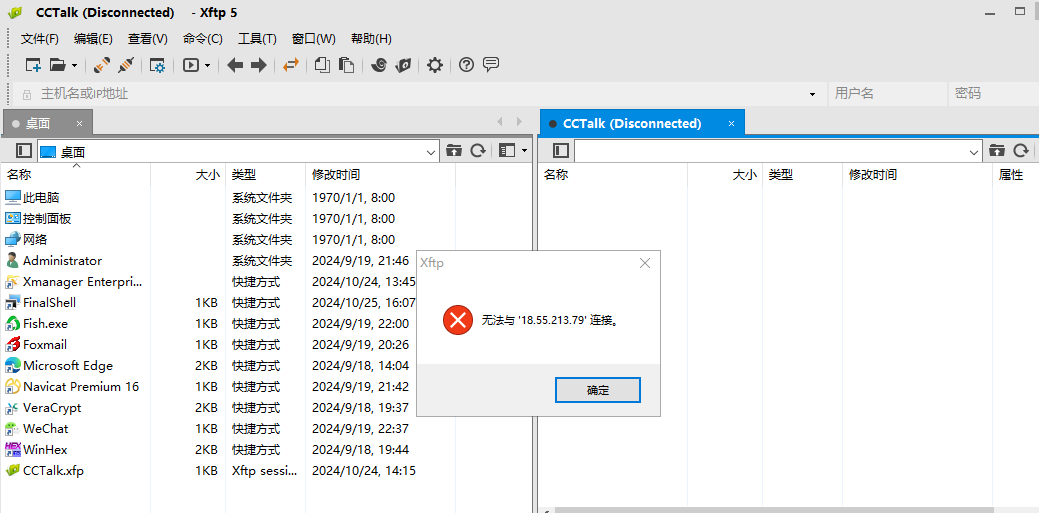 CCTalk (Disconnected) - Xftp 5
文件(F) 编辑(E) 查看(V) 命令(C) 工具(T) 窗口(W) 帮助(H)
主机名或IP地址 用户名 密码
桌面 × CCTalk (Disconnected) ×
桌面
名称 大小 类型 修改时间 名称 大小 类型 修改时间 属性
此电脑 系统文件夹 1970/1/1, 8:00
控制面板 系统文件夹 1970/1/1, 8:00
网络 系统文件夹 1970/1/1, 8:00
Administrator 系统文件夹 2024/9/19, 21:46
Xmanager Enterpri... 快捷方式 2024/10/24, 13:45
FinalShell 1KB 快捷方式 2024/10/25, 16:07
Fish.exe 1KB 快捷方式 2024/9/19, 22:00
Foxmail 1KB 快捷方式 2024/9/19, 20:26
Microsoft Edge 2KB 快捷方式 2024/9/18, 14:04
Navicat Premium 16 1KB 快捷方式 2024/9/19, 21:42
VeraCrypt 2KB 快捷方式 2024/9/18, 19:37
WeChat 1KB 快捷方式 2024/9/19, 22:37
WinHex 2KB 快捷方式 2024/9/18, 19:44
CCTalk.xfp 1KB Xftp sessi... 2024/10/24, 14:15
Xftp
无法与 '18.55.213.79' 连接。
确定